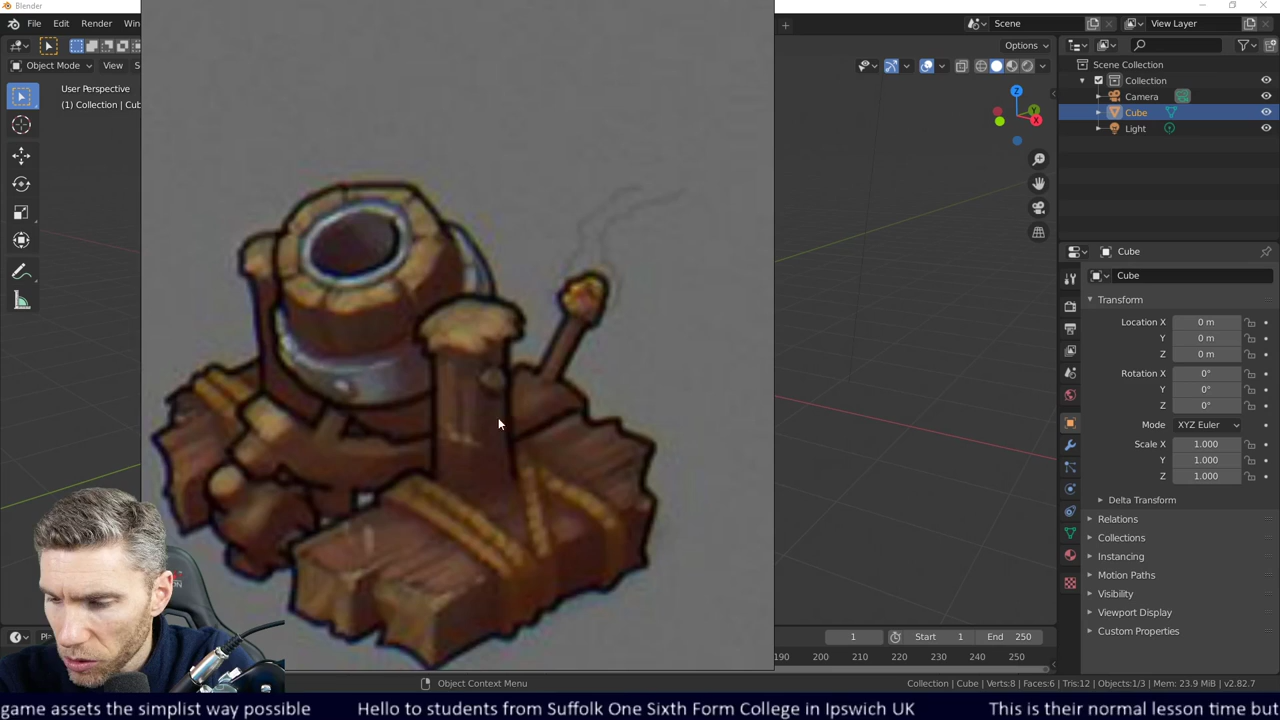 Blender
File Edit Render Win
Scene
View Layer
Object Mode View S
Options
User Perspective
(1) Collection | Cub
Z
Y
X
Scene Collection
Collection
Camera
Cube
Light
Cube
Cube
Transform
Location X 0 m
Y 0 m
Z 0 m
Rotation X 0°
Y 0°
Z 0°
Mode XYZ Euler
Scale X 1.000
Y 1.000
Z 1.000
Delta Transform
Relations
Collections
Instancing
Motion Paths
Visibility
Viewport Display
Custom Properties
1 Start 1 End 250
190 200 210 220 230 240 250
Object Context Menu
Collection | Cube | Verts:8 | Faces:6 | Tris:12 | Objects:1/3 | Mem: 23.9 MiB | v2.82.7
game assets the simplist way possible Hello to students from Suffolk One Sixth Form College in Ipswich UK This is their normal lesson time but